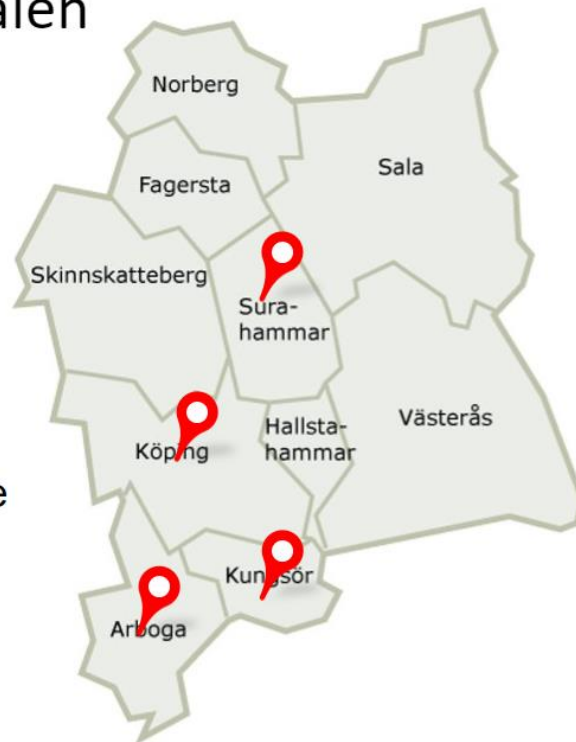 alen
Norberg
Sala
Fagersta
Skinnskatteberg
Sura-
hammar
Västerås
Hallsta-
hammar
Köping
e
Kungsör
Arboga